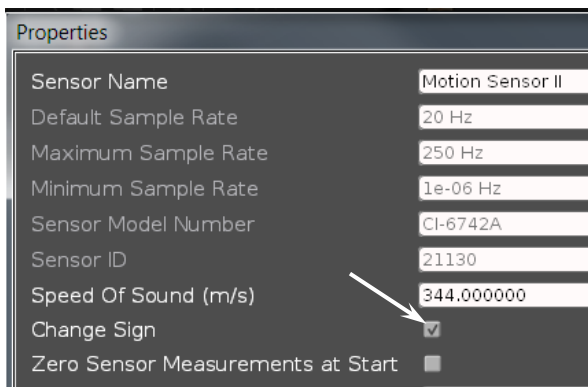 Properties
Sensor Name Motion Sensor II
Default Sample Rate 20 Hz
Maximum Sample Rate 250 Hz
Minimum Sample Rate 1e-06 Hz
Sensor Model Number CI-6742A
Sensor ID 21130
Speed Of Sound (m/s) 344.000000
Change Sign
Zero Sensor Measurements at Start